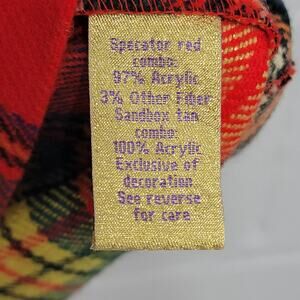 Specator red
combo:
97% Acrylic
3% Other Fiber
Sandbox tan
combo:
100% Acrylic
Exclusive of
decoration
See reverse
for care